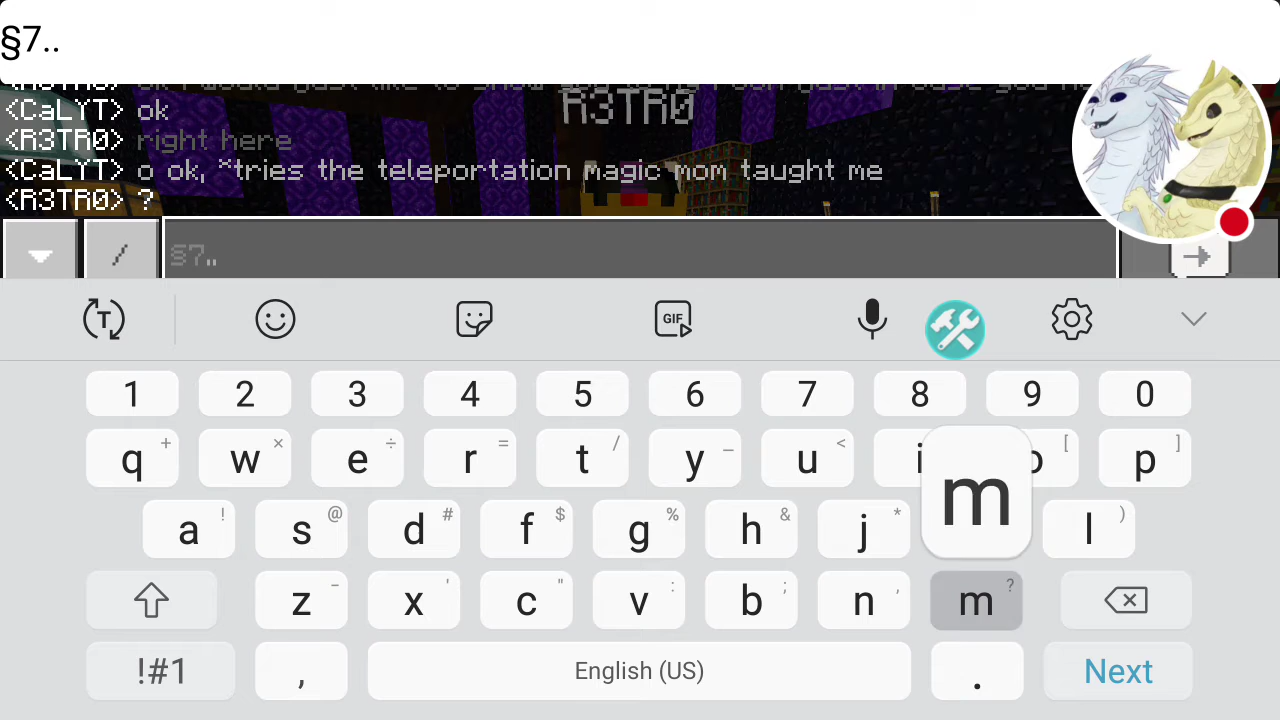 §7..
R3TR0
<CaLYT> ok
<R3TR0> right here
<CaLYT> o ok, *tries the teleportation magic mom taught me
<R3TR0> ?
/
§7..
T
GIF
1 2 3 4 5 6 7 8 9 0
q + w × e ÷ r = t / y _ u < i o [ p ]
m
a ! s @ d # f $ g % h & j * l )
z - x ' c " v : b ; n , m ?
!#1 , English (US) . Next